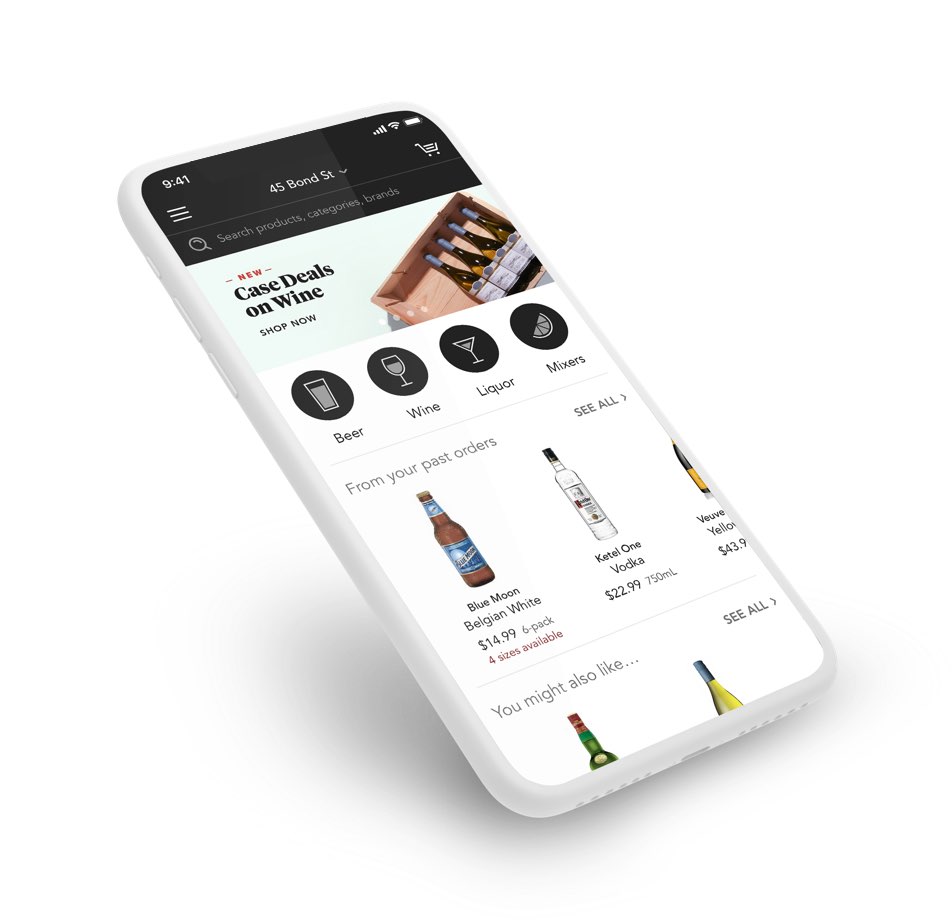 9:41
45 Bond St
Search products, categories, brands
– NEW –
Case Deals
on Wine
SHOP NOW
Beer
Wine
Liquor
Mixers
From your past orders
SEE ALL
BLUE MOON
Blue Moon
Belgian White
$14.99 6-pack
4 sizes available
Ketel One
Vodka
$22.99 750mL
Veuve
Yellow
$43.9
You might also like...
SEE ALL